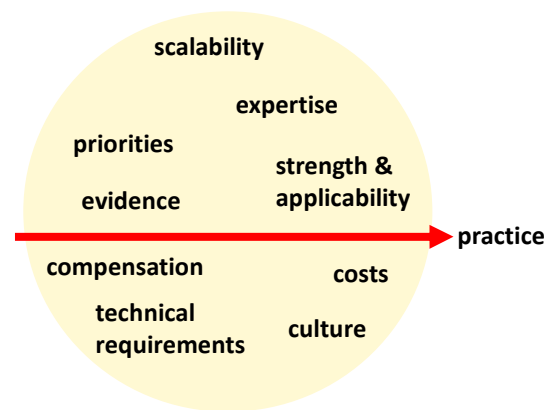 scalability
expertise
priorities
strength &
applicability
evidence
practice
compensation
costs
technical
requirements
culture